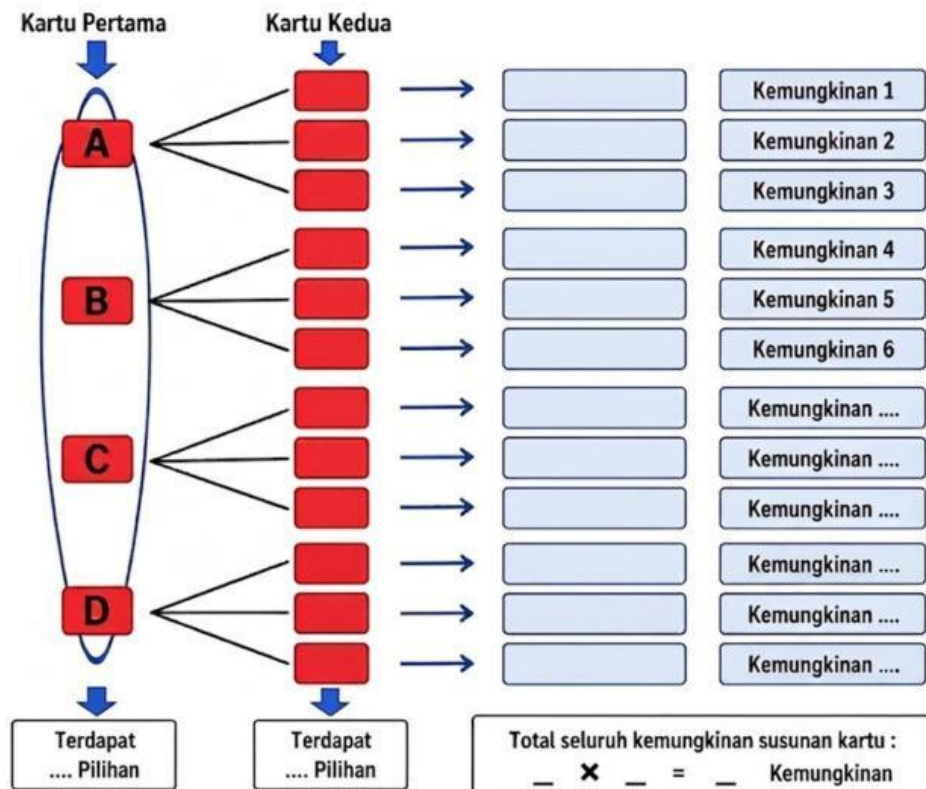 Kartu Pertama
Kartu Kedua
Kemungkinan 1
A
Kemungkinan 2
Kemungkinan 3
Kemungkinan 4
B
Kemungkinan 5
Kemungkinan 6
Kemungkinan ....
C
Kemungkinan ....
Kemungkinan ....
Kemungkinan ....
D
Kemungkinan ....
Kemungkinan ....
Terdapat
.... Pilihan
Terdapat
.... Pilihan
Total seluruh kemungkinan susunan kartu :
_ × _ = _ Kemungkinan